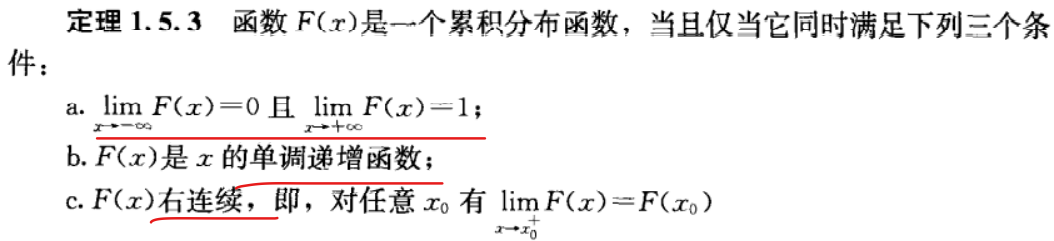 定理 1.5.3 函数 F(x)是一个累积分布函数，当且仅当它同时满足下列三个条
件：
a. lim F(x)=0 且 lim F(x)=1；
x→-∞ x→+∞
b. F(x)是 x 的单调递增函数；
c. F(x)右连续，即，对任意 x₀ 有 lim F(x)=F(x₀)
x→x₀⁺